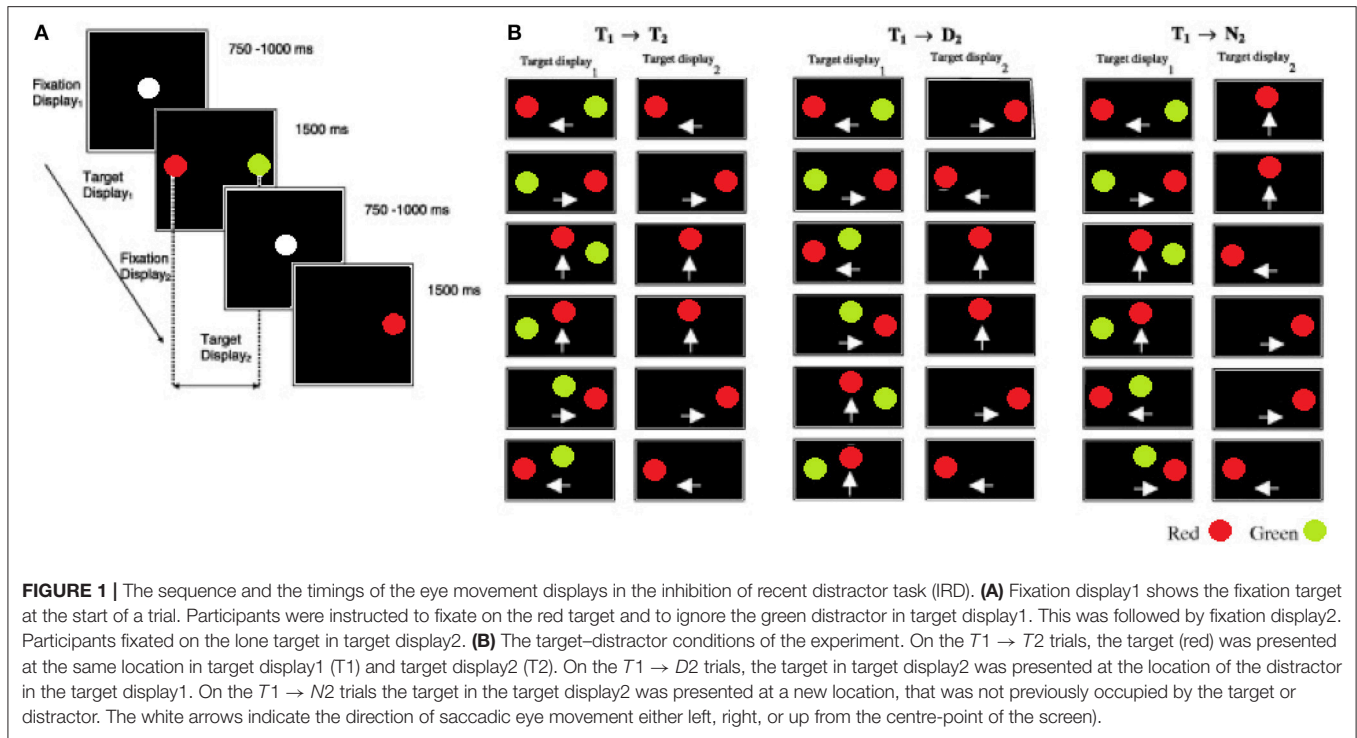 A
750 -1000 ms
Fixation
Display1
1500 ms
Target
Display1
750 -1000 ms
Fixation
Display2
1500 ms
Target
Display2
B
T1 → T2
T1 → D2
T1 → N2
Target display1
Target display2
Target display1
Target display2
Target display1
Target display2
Red
Green
FIGURE 1 | The sequence and the timings of the eye movement displays in the inhibition of recent distractor task (IRD). (A) Fixation display1 shows the fixation target
at the start of a trial. Participants were instructed to fixate on the red target and to ignore the green distractor in target display1. This was followed by fixation display2.
Participants fixated on the lone target in target display2. (B) The target–distractor conditions of the experiment. On the T1 → T2 trials, the target (red) was presented
at the same location in target display1 (T1) and target display2 (T2). On the T1 → D2 trials, the target in target display2 was presented at the location of the distractor
in the target display1. On the T1 → N2 trials the target in the target display2 was presented at a new location, that was not previously occupied by the target or
distractor. The white arrows indicate the direction of saccadic eye movement either left, right, or up from the centre-point of the screen).